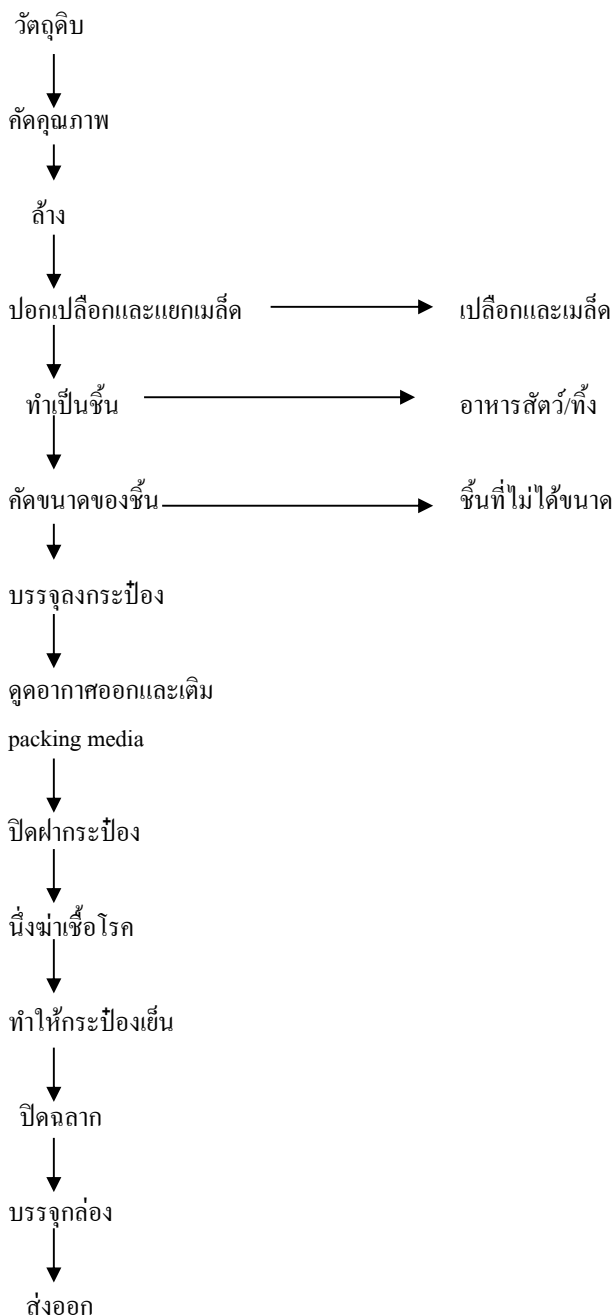 วัตถุดิบ
คัดคุณภาพ
ล้าง
ปอกเปลือกและแยกเมล็ด
เปลือกและเมล็ด
ทำเป็นชิ้น
อาหารสัตว์/ทิ้ง
คัดขนาดของชิ้น
ชิ้นที่ไม่ได้ขนาด
บรรจุลงกระป๋อง
ดูดอากาศออกและเติม
packing media
ปิดฝากระป๋อง
นึ่งฆ่าเชื้อโรค
ทำให้กระป๋องเย็น
ปิดฉลาก
บรรจุกล่อง
ส่งออก